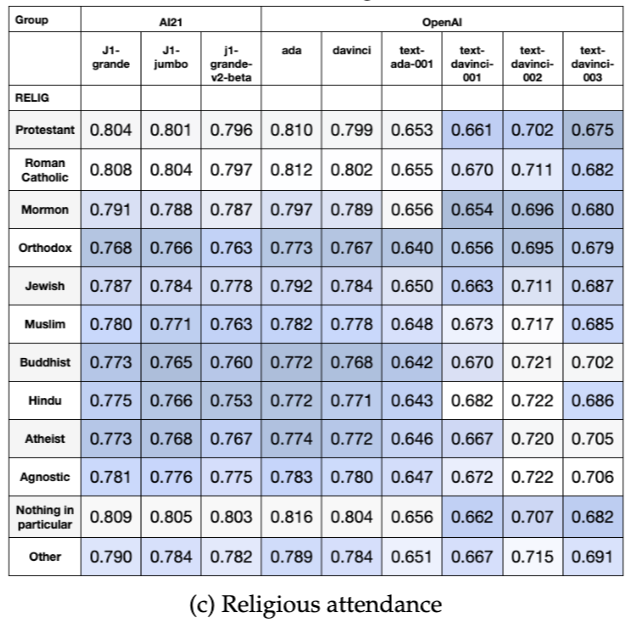 Group AI21 OpenAI
J1-grande J1-jumbo j1-grande-v2-beta ada davinci text-ada-001 text-davinci-001 text-davinci-002 text-davinci-003
RELIG
Protestant 0.804 0.801 0.796 0.810 0.799 0.653 0.661 0.702 0.675
Roman Catholic 0.808 0.804 0.797 0.812 0.802 0.655 0.670 0.711 0.682
Mormon 0.791 0.788 0.787 0.797 0.789 0.656 0.654 0.696 0.680
Orthodox 0.768 0.766 0.763 0.773 0.767 0.640 0.656 0.695 0.679
Jewish 0.787 0.784 0.778 0.792 0.784 0.650 0.663 0.711 0.687
Muslim 0.780 0.771 0.763 0.782 0.778 0.648 0.673 0.717 0.685
Buddhist 0.773 0.765 0.760 0.772 0.768 0.642 0.670 0.721 0.702
Hindu 0.775 0.766 0.753 0.772 0.771 0.643 0.682 0.722 0.686
Atheist 0.773 0.768 0.767 0.774 0.772 0.646 0.667 0.720 0.705
Agnostic 0.781 0.776 0.775 0.783 0.780 0.647 0.672 0.722 0.706
Nothing in particular 0.809 0.805 0.803 0.816 0.804 0.656 0.662 0.707 0.682
Other 0.790 0.784 0.782 0.789 0.784 0.651 0.667 0.715 0.691
(c) Religious attendance